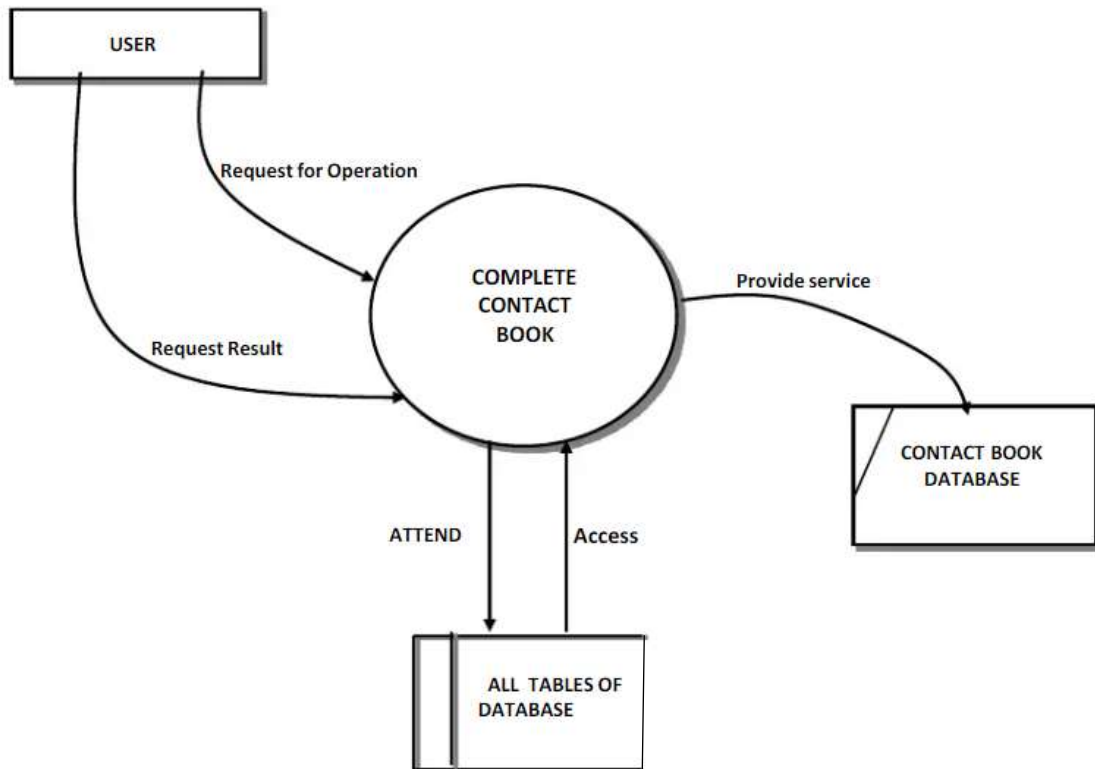 USER
Request for Operation
COMPLETE
CONTACT
BOOK
Provide service
Request Result
CONTACT BOOK
DATABASE
ATTEND
Access
ALL TABLES OF
DATABASE